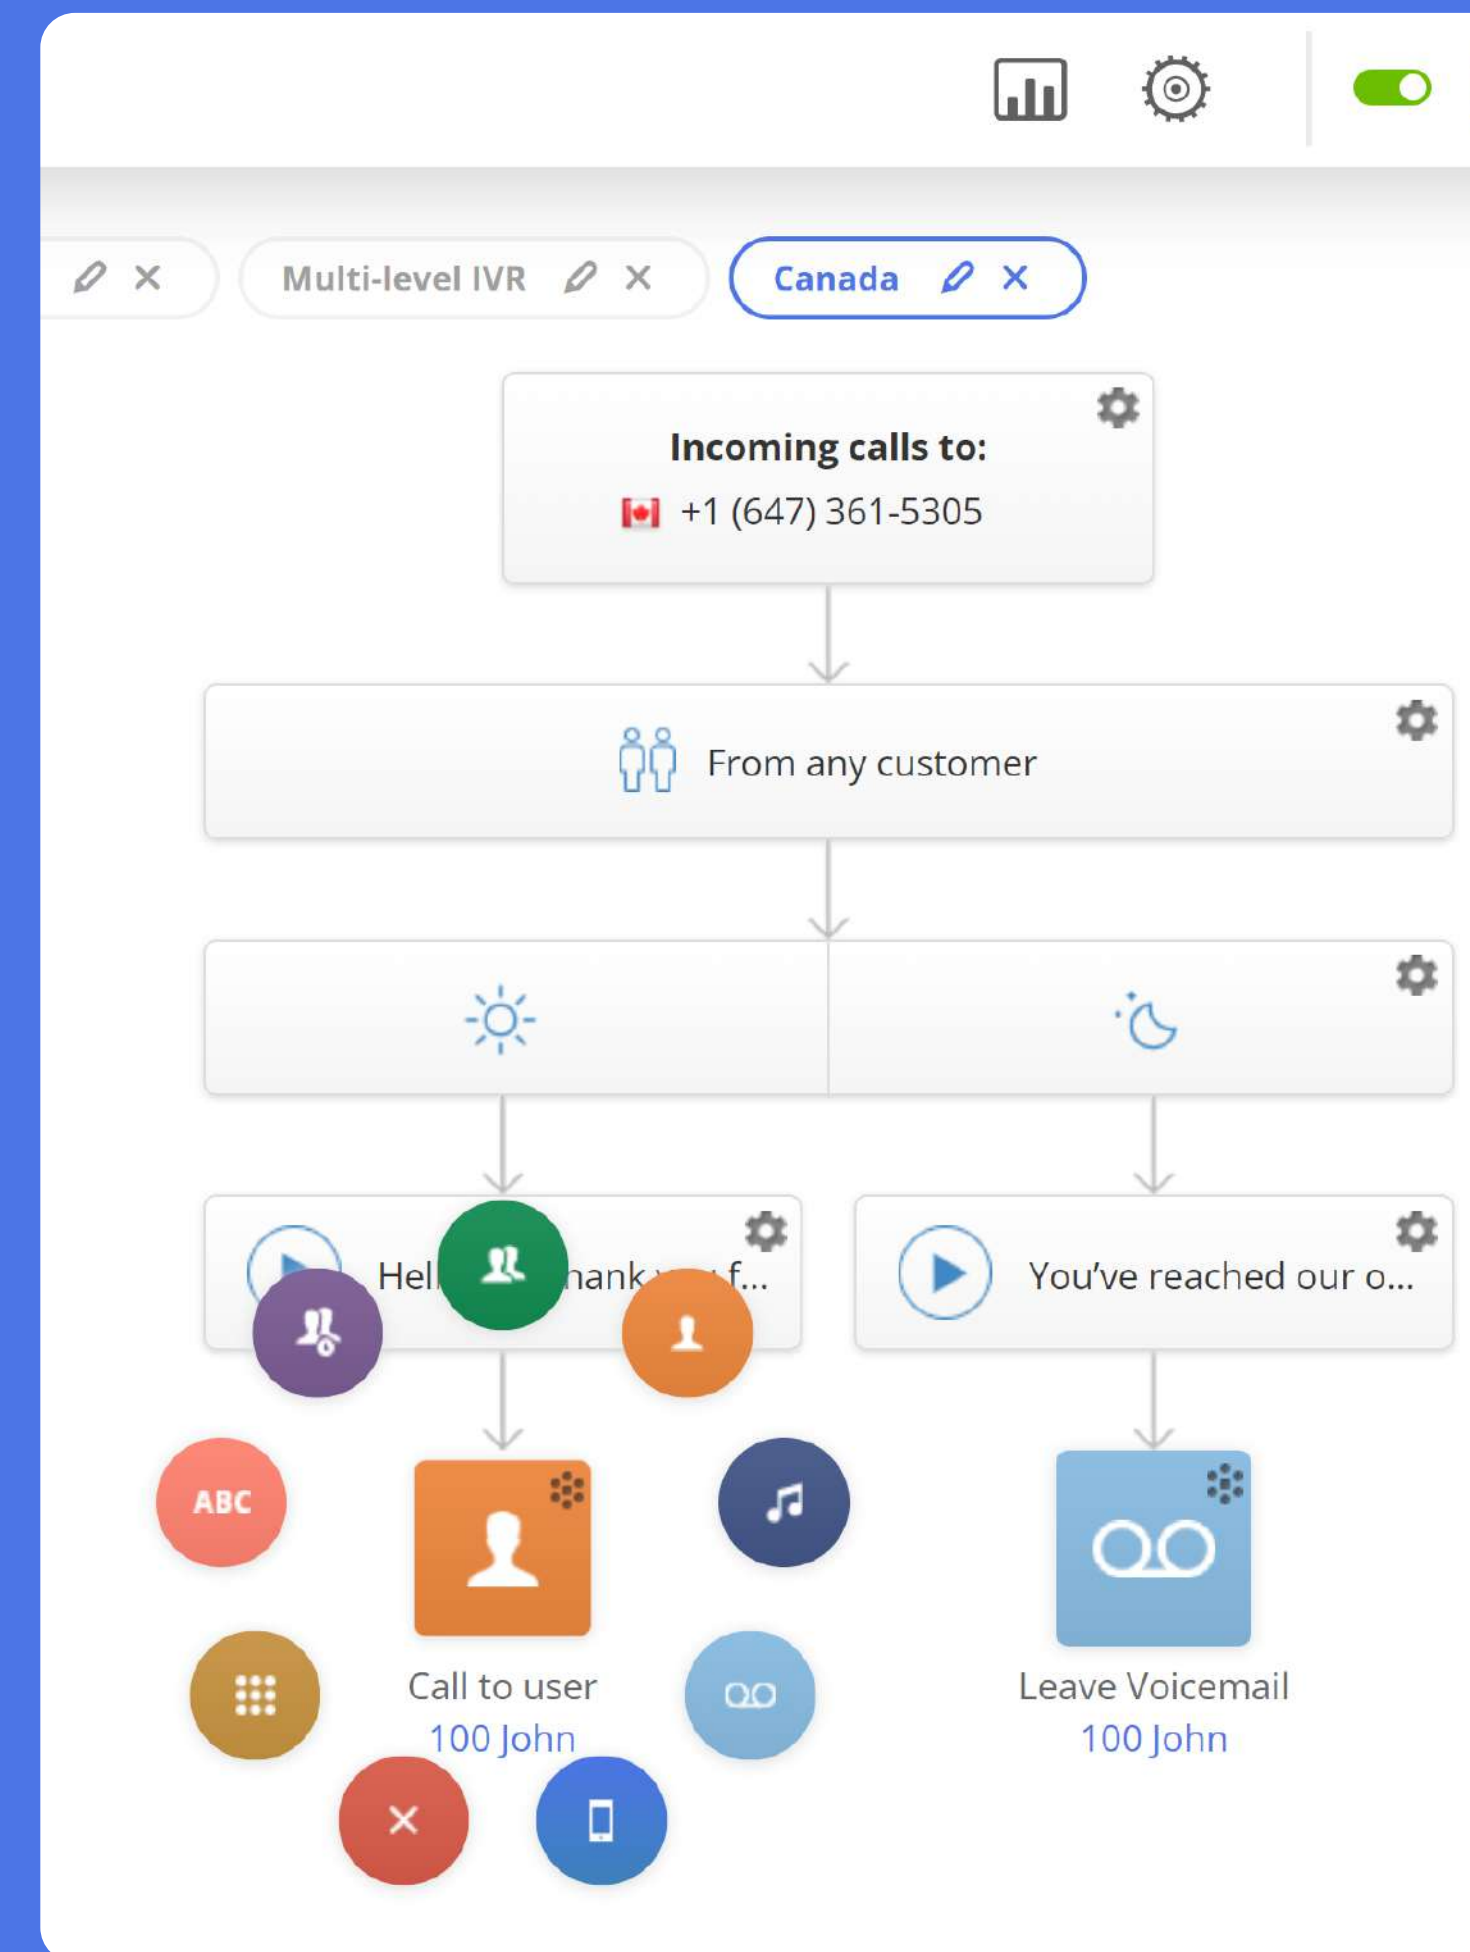 Multi-level IVR
Canada
Incoming calls to:
+1 (647) 361-5305
From any customer
hank f...
You've reached our o...
ABC
Call to user
100 John
Leave Voicemail
100 John